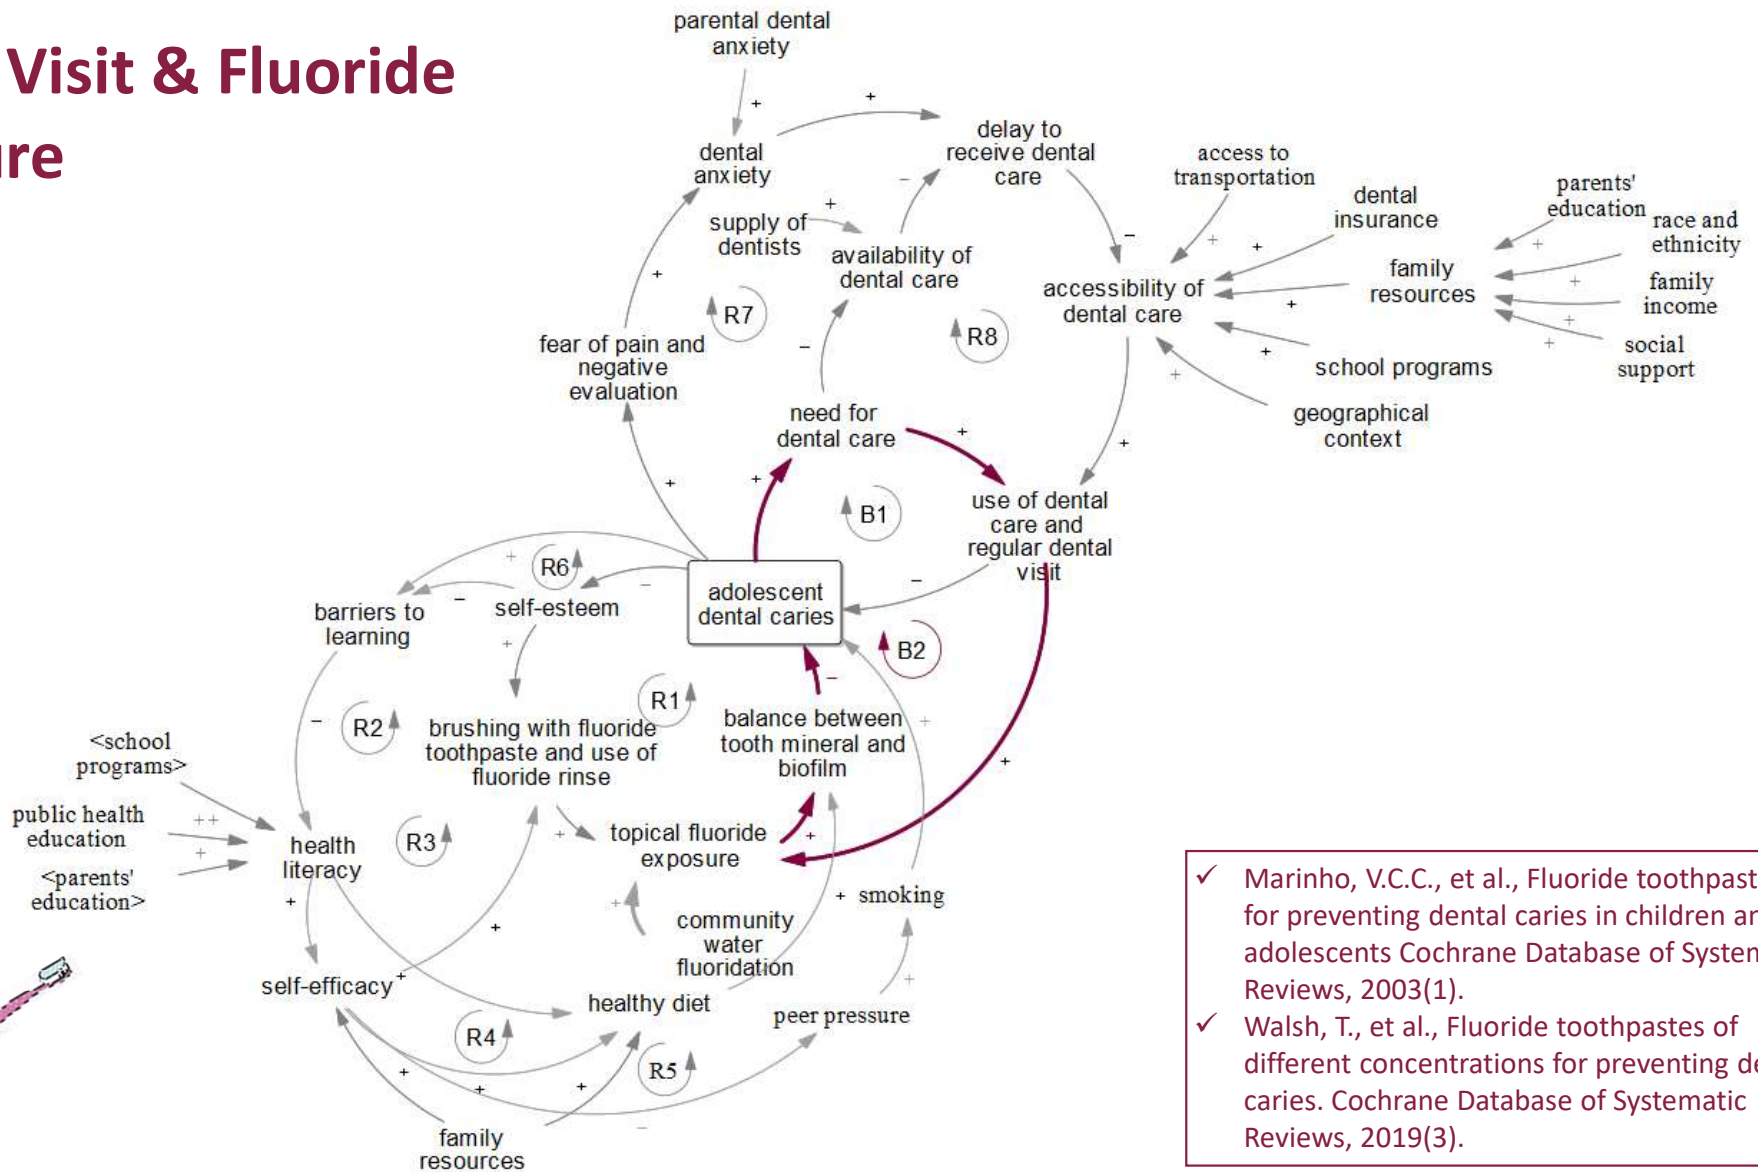 Visit & Fluoride
ure
parental dental
anxiety
+
+
dental
anxiety
delay to
receive dental
care
access to
transportation
dental
insurance
parents'
education
race and
ethnicity
supply of
dentists
+
−
availability of
dental care
−
+
+
+
family
resources
+
+
family
income
accessibility of
dental care
+
R7
+
R8
fear of pain and
negative
evaluation
−
+
+
+
social
support
school programs
+
need for
dental care
+
geographical
context
+
+
+
B1
use of dental
care and
regular dental
visit
+
R6
−
−
adolescent
dental caries
barriers to
learning
−
self-esteem
+
B2
−
R1
−
R2
brushing with fluoride
toothpaste and use of
fluoride rinse
balance between
tooth mineral and
biofilm
+
+
<school
programs>
public health
education
++
+
<parents'
education>
health
literacy
R3
+
topical fluoride
exposure
+
+
+
+
community
water
fluoridation
+ smoking
self-efficacy
+
healthy diet
+
peer pressure
R4
R5
+
+
+
−
family
resources
✓ Marinho, V.C.C., et al., Fluoride toothpast
for preventing dental caries in children an
adolescents Cochrane Database of System
Reviews, 2003(1).
✓ Walsh, T., et al., Fluoride toothpastes of
different concentrations for preventing de
caries. Cochrane Database of Systematic
Reviews, 2019(3).